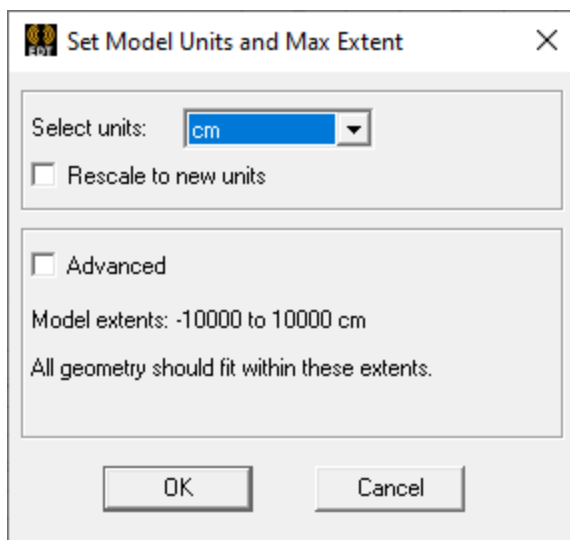 EDT
Set Model Units and Max Extent
Select units: cm
Rescale to new units
Advanced
Model extents: -10000 to 10000 cm
All geometry should fit within these extents.
OK Cancel